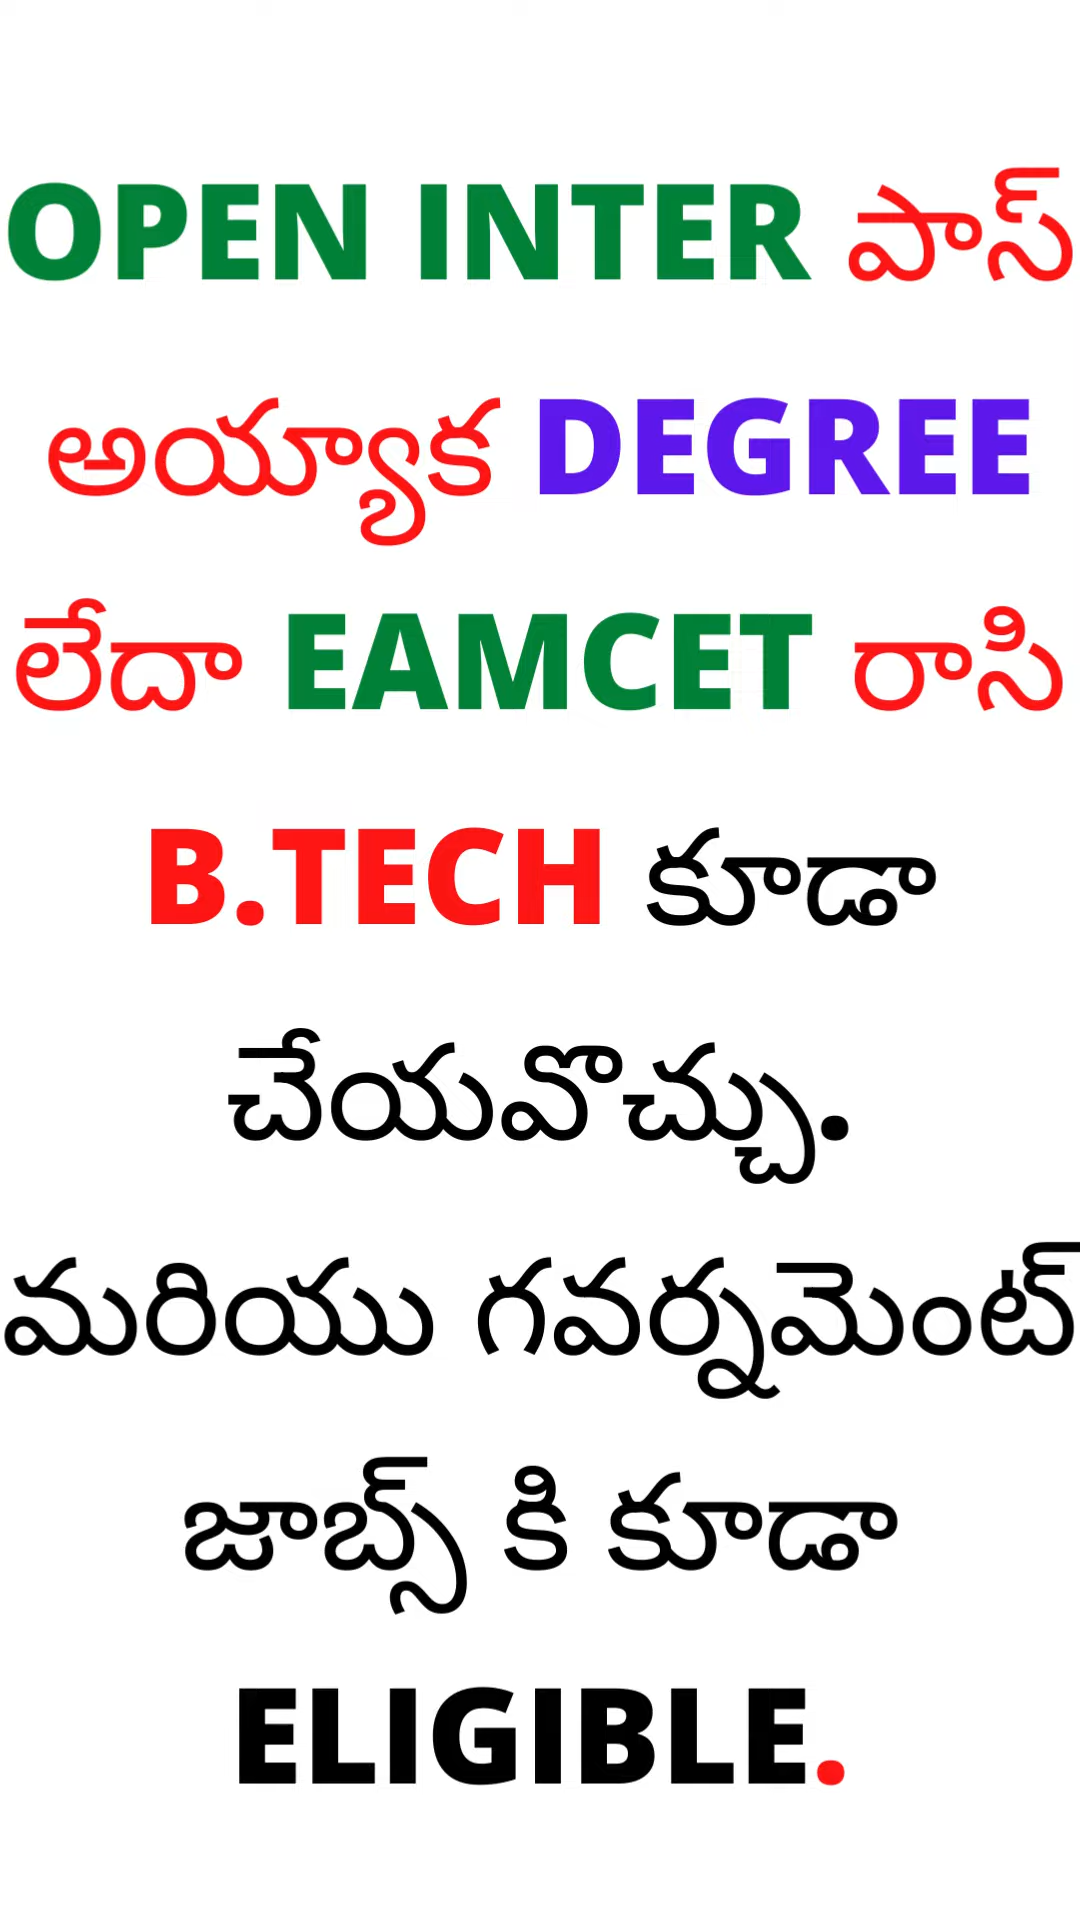 OPEN INTER పాస్
అయ్యాక DEGREE
లేదా EAMCET రాసి
B.TECH కూడా
చేయవొచ్చు.
మరియు గవర్నమెంట్
జాబ్స్ కి కూడా
ELIGIBLE.